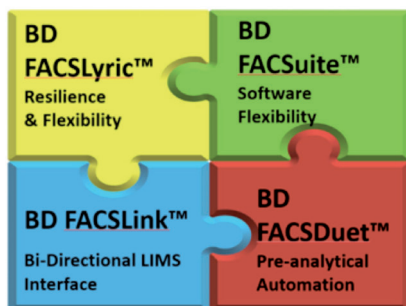 BD
FACSLyric™
Resilience
& Flexibility
BD
FACSuite™
Software
Flexibility
BD FACSLink™
Bi-Directional LIMS
Interface
BD
FACSDuet™
Pre-analytical
Automation